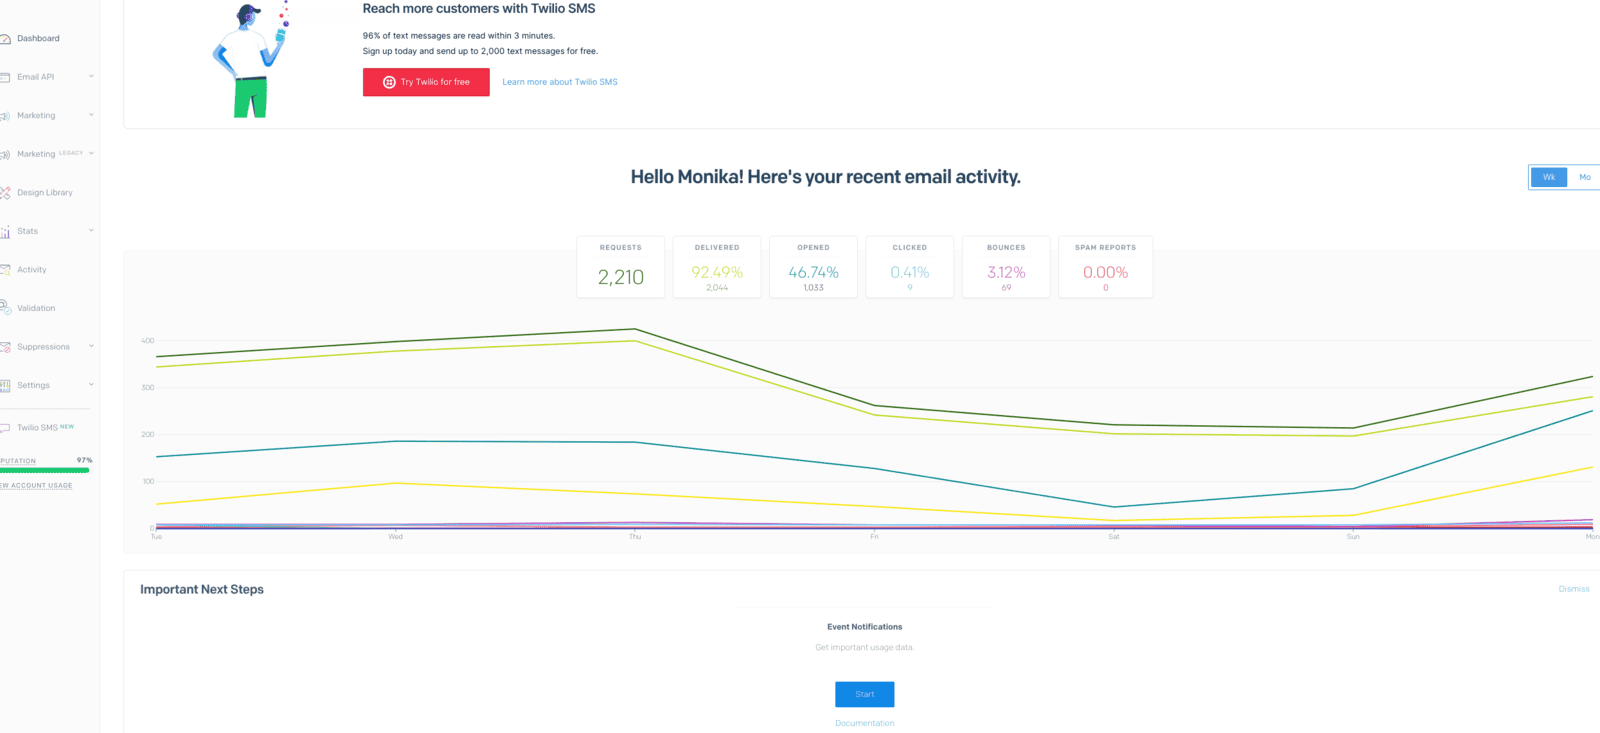 Reach more customers with Twilio SMS
96% of text messages are read within 3 minutes.
Sign up today and send up to 2,000 text messages for free.
Try Twilio for free
Learn more about Twilio SMS
Dashboard
Email API
Marketing
Marketing LEGACY
Design Library
Stats
Activity
Validation
Suppressions
Settings
Twilio SMS NEW
PUTATION 97%
EW ACCOUNT USAGE
Hello Monika! Here's your recent email activity.
Wk
Mo
REQUESTS
2,210
DELIVERED
92.49%
2,044
OPENED
46.74%
1,033
CLICKED
0.41%
9
BOUNCES
3.12%
69
SPAM REPORTS
0.00%
0
400
300
200
100
0
Tue
Wed
Thu
Fri
Sat
Sun
Mon
Important Next Steps
Dismiss
Event Notifications
Get important usage data.
Start
Documentation